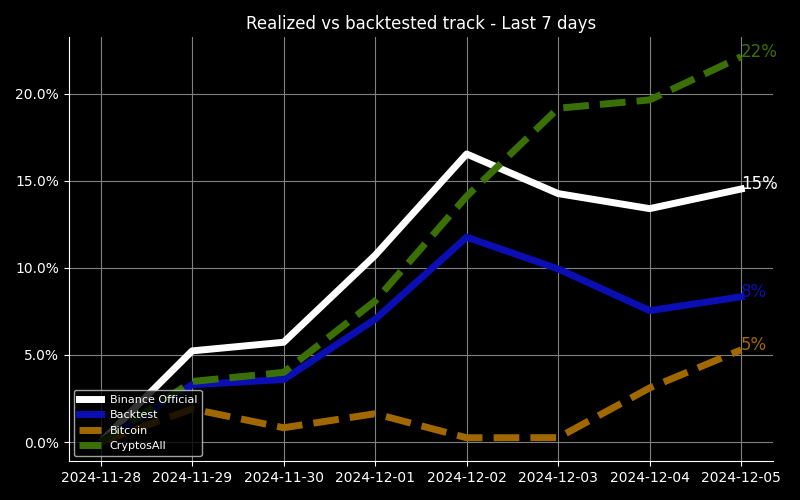 Realized vs backtested track - Last 7 days
22%
20.0%
15.0%
15%
10.0%
8%
5%
5.0%
Binance Official
Backtest
Bitcoin
CryptosAll
0.0%
2024-11-28 2024-11-29 2024-11-30 2024-12-01 2024-12-02 2024-12-03 2024-12-04 2024-12-05